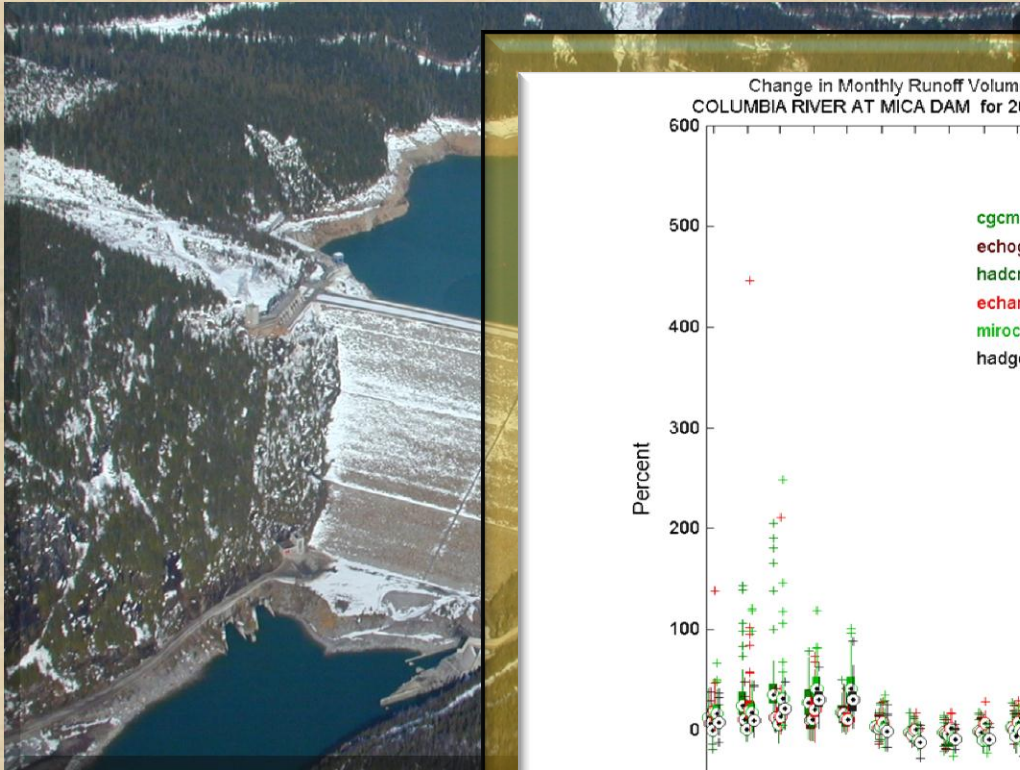 Change in Monthly Runoff Volum
COLUMBIA RIVER AT MICA DAM for 20
600
500
400
300
200
100
0
Percent
cgcm
echog
hadcr
echar
miroc
hadge